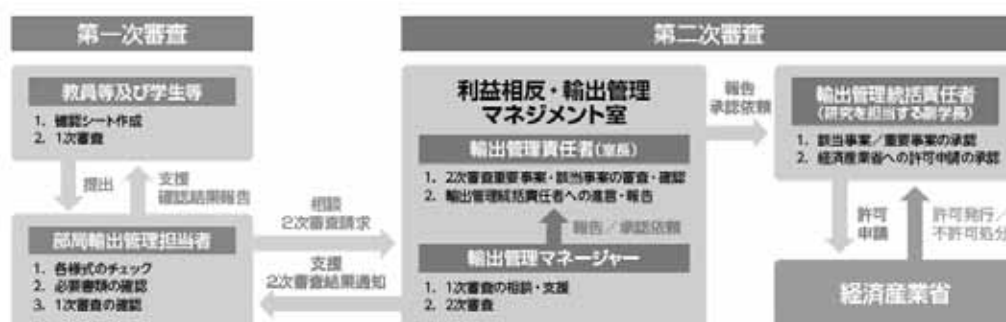 第一次審査
教員等及び学生等
1. 確認シート作成
2. 1次審査
提出
支援
確認結果報告
部局輸出管理担当者
1. 各様式のチェック
2. 必要書類の確認
3. 1次審査の確認
相談
2次審査請求
支援
2次審査結果通知
第二次審査
利益相反・輸出管理
マネジメント室
輸出管理責任者(室長)
1. 2次審査重要事案・該当事案の審査・確認
2. 輸出管理統括責任者への進言・報告
報告／承認依頼
輸出管理マネージャー
1. 1次審査の相談・支援
2. 2次審査
報告
承認依頼
輸出管理統括責任者
(研究を担当する副学長)
1. 該当事案／重要事案の承認
2. 経済産業省への許可申請の承認
許可
申請
許可発行／
不許可処分
経済産業省